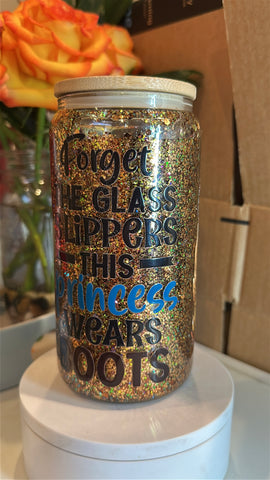 Forget
THE GLASS
SLIPPERS
THIS
princess
WEARS
BOOTS